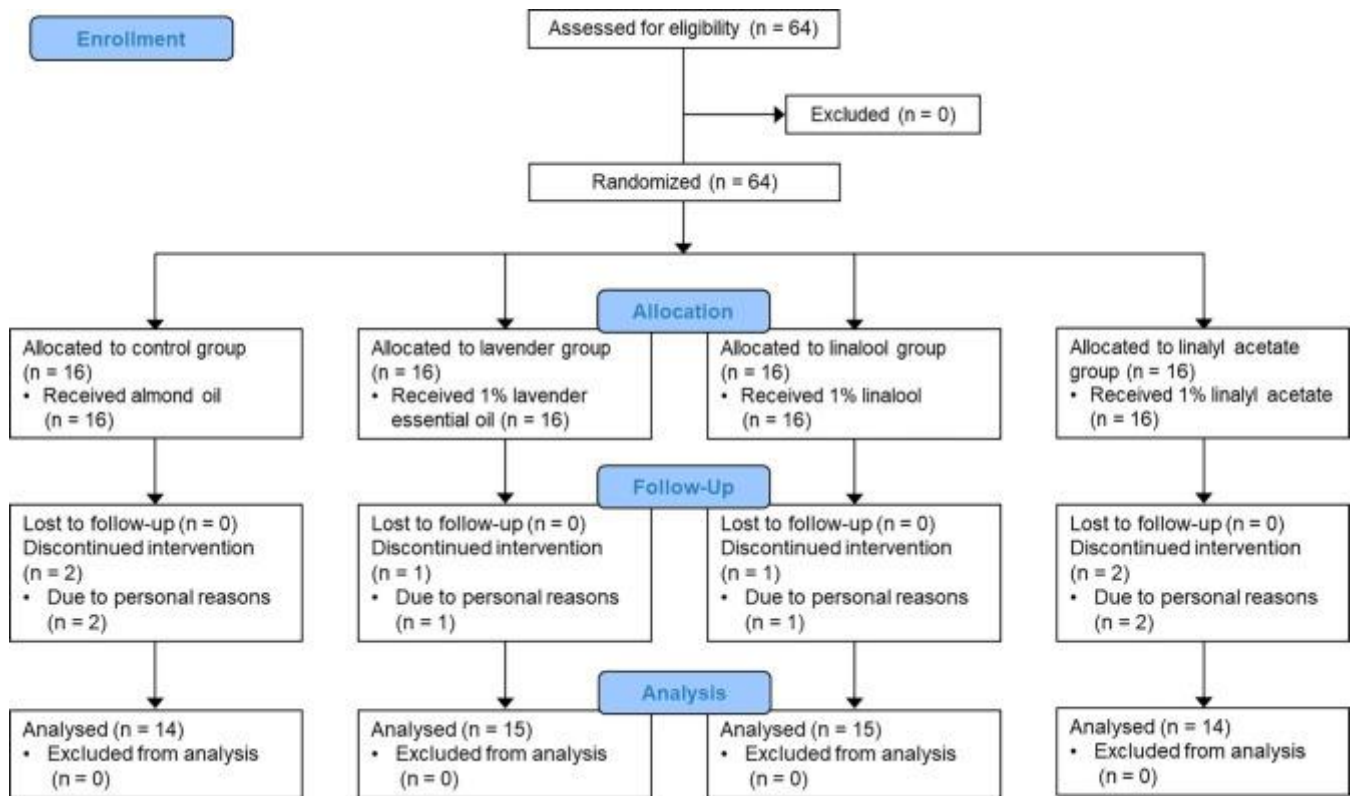 Enrollment
Assessed for eligibility (n = 64)
Excluded (n = 0)
Randomized (n = 64)
Allocation
Allocated to control group
(n = 16)
• Received almond oil
(n = 16)
Allocated to lavender group
(n = 16)
• Received 1% lavender
essential oil (n = 16)
Allocated to linalool group
(n = 16)
• Received 1% linalool
(n = 16)
Allocated to linalyl acetate
group (n = 16)
• Received 1% linalyl acetate
(n = 16)
Follow-Up
Lost to follow-up (n = 0)
Discontinued intervention
(n = 2)
• Due to personal reasons
(n = 2)
Lost to follow-up (n = 0)
Discontinued intervention
(n = 1)
• Due to personal reasons
(n = 1)
Lost to follow-up (n = 0)
Discontinued intervention
(n = 1)
• Due to personal reasons
(n = 1)
Lost to follow-up (n = 0)
Discontinued intervention
(n = 2)
• Due to personal reasons
(n = 2)
Analysis
Analysed (n = 14)
• Excluded from analysis
(n = 0)
Analysed (n = 15)
• Excluded from analysis
(n = 0)
Analysed (n = 15)
• Excluded from analysis
(n = 0)
Analysed (n = 14)
• Excluded from analysis
(n = 0)